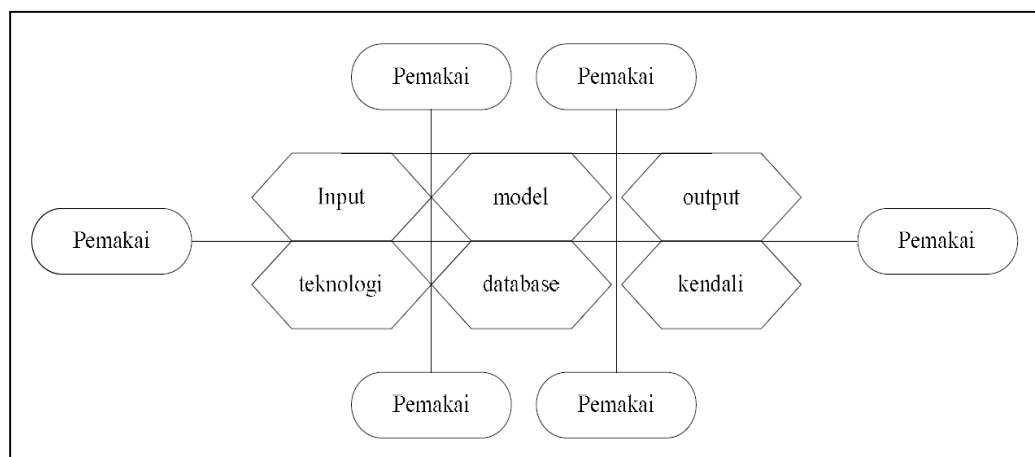 Pemakai
Pemakai
Input
model
output
Pemakai
Pemakai
teknologi
database
kendali
Pemakai
Pemakai